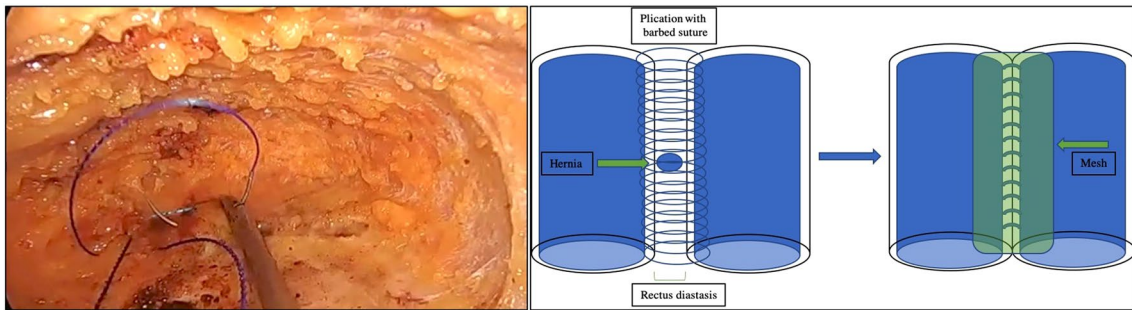 Plication with
barbed suture
Hernia
Mesh
Rectus diastasis